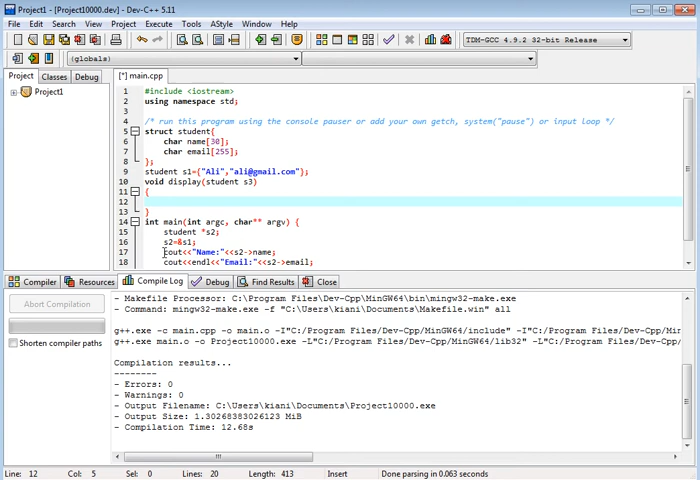 Project1 - [Project10000.dev] - Dev-C++ 5.11
File Edit Search View Project Execute Tools AStyle Window Help
TDM-GCC 4.9.2 32-bit Release
(globals)
Project Classes Debug
[*] main.cpp
Project1
1 #include <iostream>
2 using namespace std;
3
4 /* run this program using the console pauser or add your own getch, system("pause") or input loop */
5 struct student{
6 char name[30];
7 char email[255];
8 };
9 student s1={"Ali","ali@gmail.com"};
10 void display(student s3)
11 {
12
13 }
14 int main(int argc, char** argv) {
15 student *s2;
16 s2=&s1;
17 cout<<"Name:"<<s2->name;
18 cout<<endl<<"Email:"<<s2->email;
Compiler Resources Compile Log Debug Find Results Close
Abort Compilation
Shorten compiler paths
- Makefile Processor: C:\Program Files\Dev-Cpp\MinGW64\bin\mingw32-make.exe
- Command: mingw32-make.exe -f "C:\Users\kiani\Documents\Makefile.win" all
g++.exe -c main.cpp -o main.o -I"C:/Program Files/Dev-Cpp/MinGW64/include" -I"C:/Program Files/Dev-Cpp/Min
g++.exe main.o -o Project10000.exe -L"C:/Program Files/Dev-Cpp/MinGW64/lib32" -L"C:/Program Files/Dev-Cpp/
Compilation results...
--------
- Errors: 0
- Warnings: 0
- Output Filename: C:\Users\kiani\Documents\Project10000.exe
- Output Size: 1.30268383026123 MiB
- Compilation Time: 12.68s
Line: 12 Col: 5 Sel: 0 Lines: 20 Length: 413 Insert Done parsing in 0.063 seconds